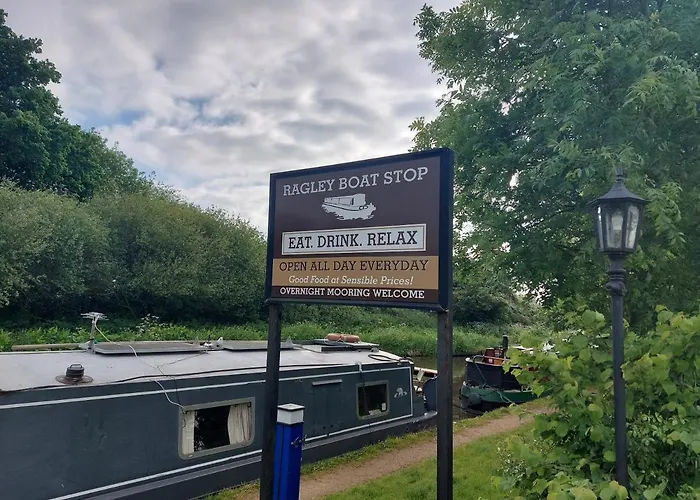 RAGLEY BOAT STOP
EAT. DRINK. RELAX
OPEN ALL DAY EVERYDAY
Good Food at Sensible Prices!
OVERNIGHT MOORING WELCOME